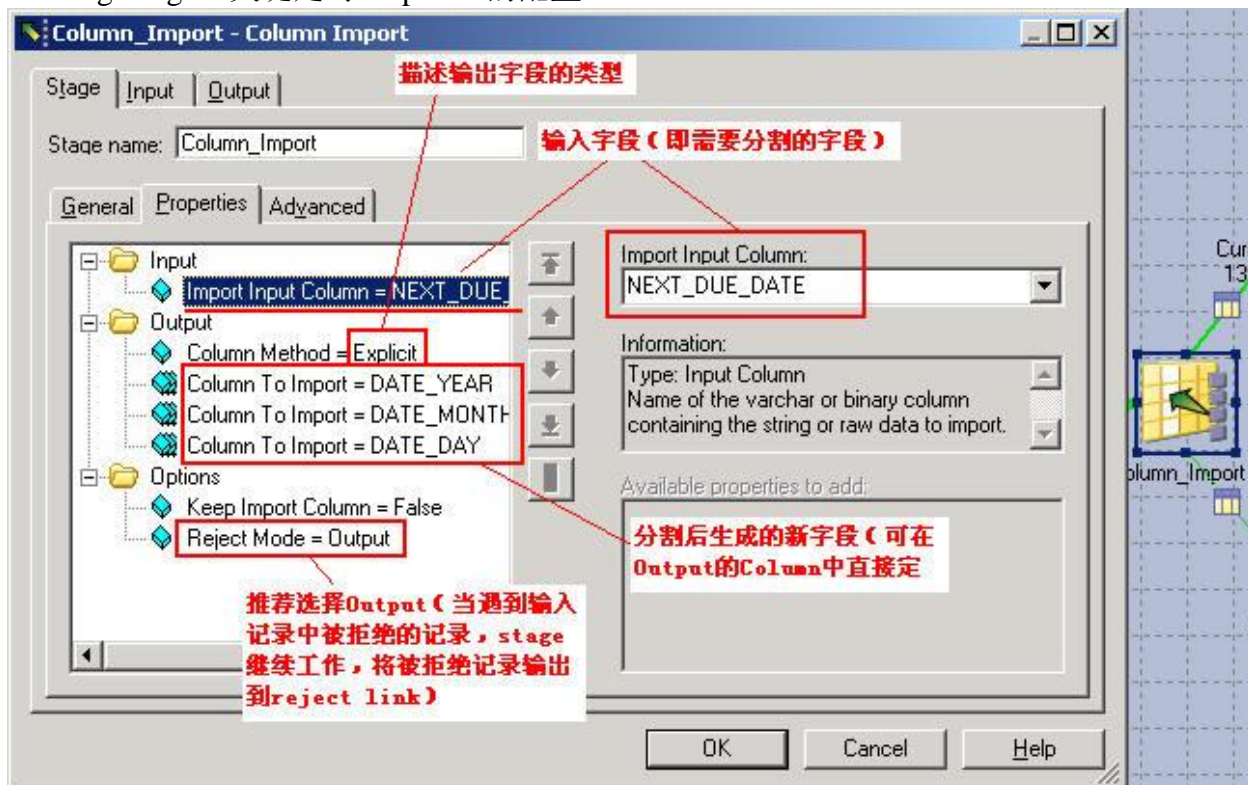 Column_Import - Column Import
描述输出字段的类型
Stage Input Output
Stage name: Column_Import
输入字段（即需要分割的字段）
General Properties Advanced
Input
Import Input Column = NEXT_DUE_
Output
Column Method = Explicit
Column To Import = DATE_YEAR
Column To Import = DATE_MONTH
Column To Import = DATE_DAY
Options
Keep Import Column = False
Reject Mode = Output
Import Input Column:
NEXT_DUE_DATE
Information:
Type: Input Column
Name of the varchar or binary column
containing the string or raw data to import.
Available properties to add:
分割后生成的新字段（可在
Output的Column中直接定
推荐选择Output（当遇到输入
记录中被拒绝的记录，stage
继续工作，将被拒绝记录输出
到reject link）
OK Cancel Help
Cur
13
olumn_Import